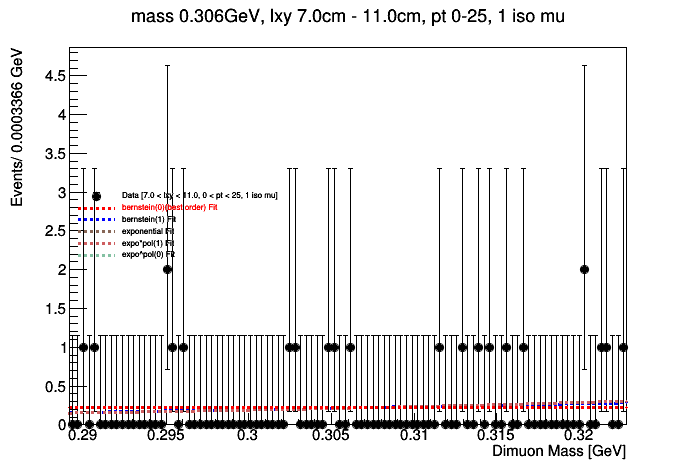 mass 0.306GeV, lxy 7.0cm - 11.0cm, pt 0-25, 1 iso mu
Events/ 0.0003366 GeV
4.5
4
3.5
3
2.5
2
1.5
1
0.5
0
Data [7.0 < lxy < 11.0, 0 < pt < 25, 1 iso mu]
bernstein(0)(best order) Fit
bernstein(1) Fit
exponential Fit
expo*pol(1) Fit
expo^pol(0) Fit
0.29 0.295 0.3 0.305 0.31 0.315 0.32
Dimuon Mass [GeV]